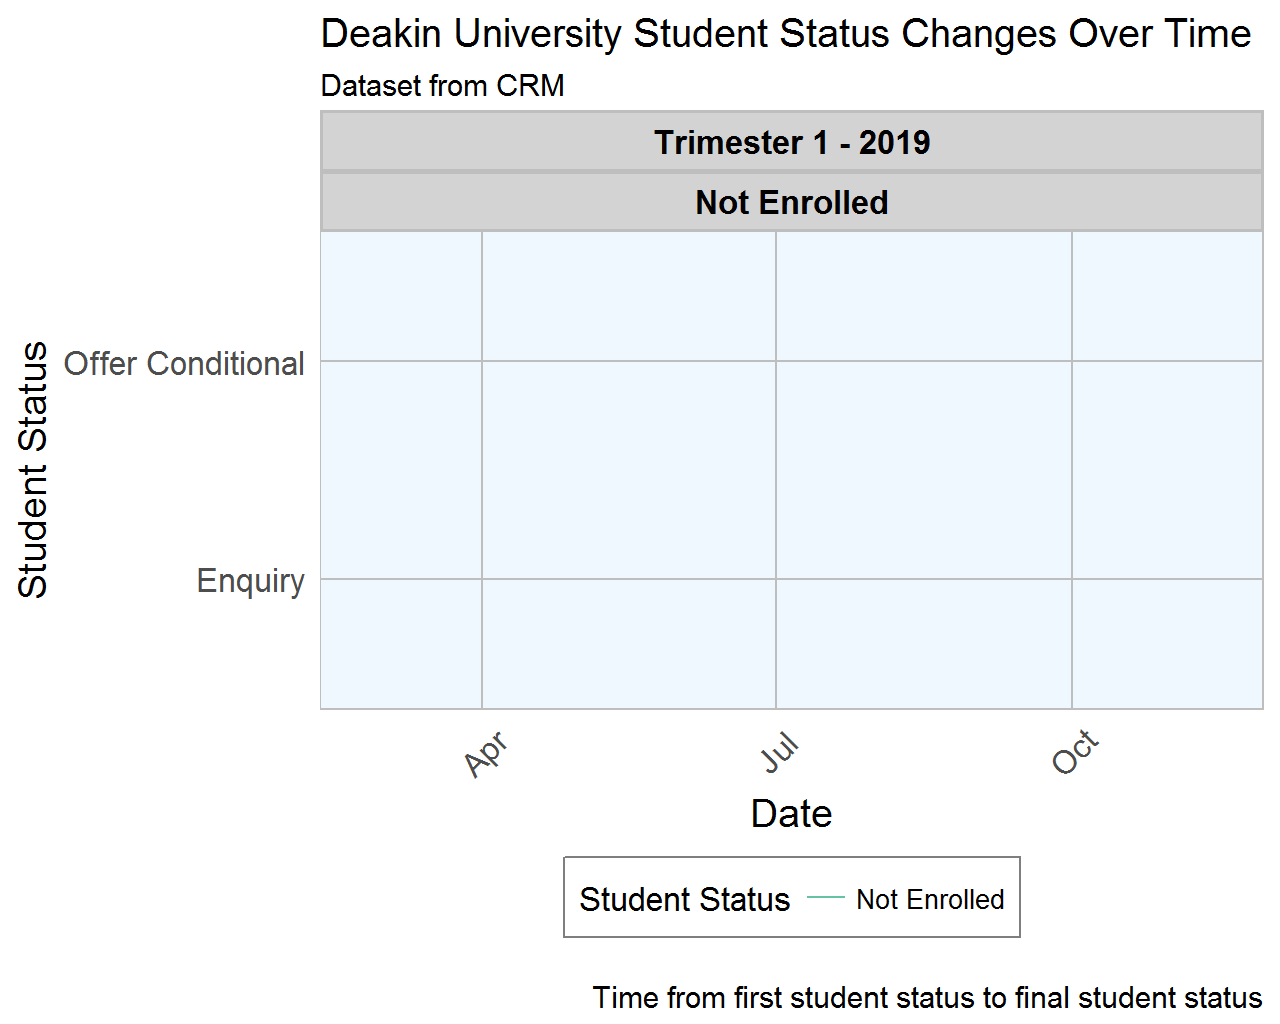 Deakin University Student Status Changes Over Time
Dataset from CRM
Trimester 1 - 2019
Not Enrolled
Student Status
Offer Conditional
Enquiry
Apr
Jul
Oct
Date
Student Status
Not Enrolled
Time from first student status to final student status